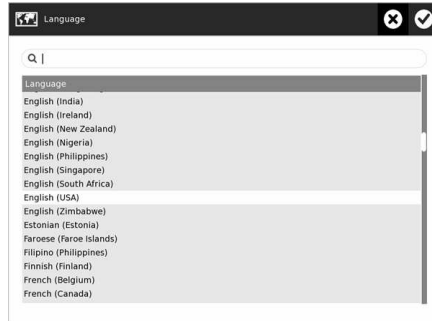 Language
Language
English (India)
English (Ireland)
English (New Zealand)
English (Nigeria)
English (Philippines)
English (Singapore)
English (South Africa)
English (USA)
English (Zimbabwe)
Estonian (Estonia)
Faroese (Faroe Islands)
Filipino (Philippines)
Finnish (Finland)
French (Belgium)
French (Canada)